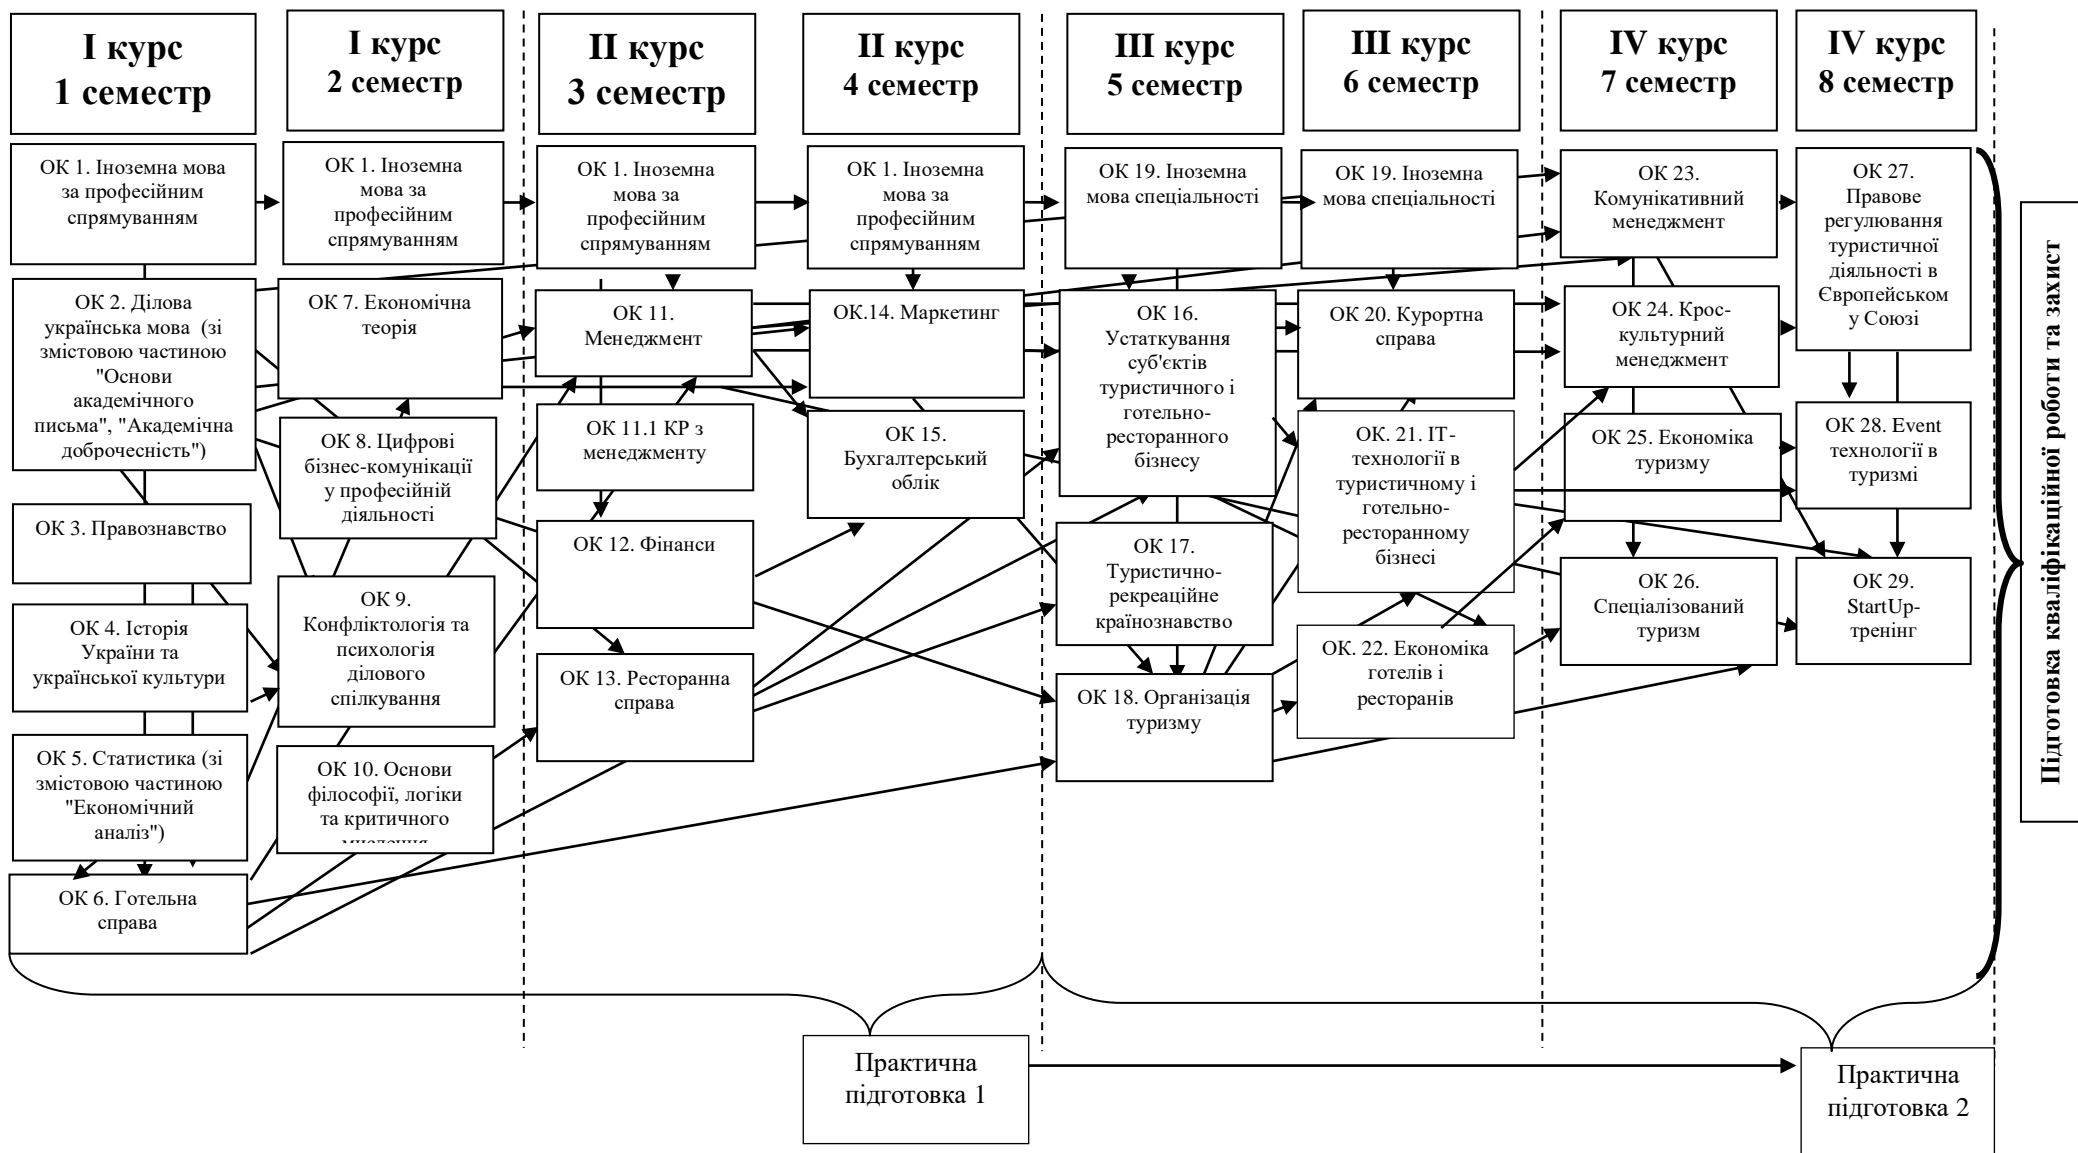 I курс
1 семестр
I курс
2 семестр
II курс
3 семестр
II курс
4 семестр
III курс
5 семестр
III курс
6 семестр
IV курс
7 семестр
IV курс
8 семестр
ОК 1. Іноземна мова
за професійним
спрямуванням
ОК 2. Ділова
українська мова (зі
змістовою частиною
"Основи
академічного
письма", "Академічна
доброчесність")
ОК 3. Правознавство
ОК 4. Історія
України та
української культури
ОК 5. Статистика (зі
змістовою частиною
"Економічний
аналіз")
ОК 6. Готельна
справа
ОК 1. Іноземна
мова за
професійним
спрямуванням
ОК 7. Економічна
теорія
ОК 8. Цифрові
бізнес-комунікації
у професійній
діяльності
ОК 9.
Конфліктологія та
психологія
ділового
спілкування
ОК 10. Основи
філософії, логіки
та критичного
мислення
ОК 1. Іноземна
мова за
професійним
спрямуванням
ОК 11.
Менеджмент
ОК 11.1 КР з
менеджменту
ОК 12. Фінанси
ОК 13. Ресторанна
справа
ОК 1. Іноземна
мова за
професійним
спрямуванням
ОК.14. Маркетинг
ОК 15.
Бухгалтерський
облік
ОК 19. Іноземна
мова спеціальності
ОК 16.
Устаткування
суб'єктів
туристичного і
готельно-
ресторанного
бізнесу
ОК 17.
Туристично-
рекреаційне
країнознавство
ОК 18. Організація
туризму
ОК 19. Іноземна
мова спеціальності
ОК 20. Курортна
справа
ОК. 21. ІТ-
технології в
туристичному і
готельно-
ресторанному
бізнесі
ОК. 22. Економіка
готелів і
ресторанів
ОК 23.
Комунікативний
менеджмент
ОК 24. Крос-
культурний
менеджмент
ОК 25. Економіка
туризму
ОК 26.
Спеціалізований
туризм
ОК 27.
Правове
регулювання
туристичної
діяльності в
Європейськом
у Союзі
ОК 28. Event
технології в
туризмі
ОК 29.
StartUp-
тренінг
Підготовка кваліфікаційної роботи та захист
Практична
підготовка 1
Практична
підготовка 2